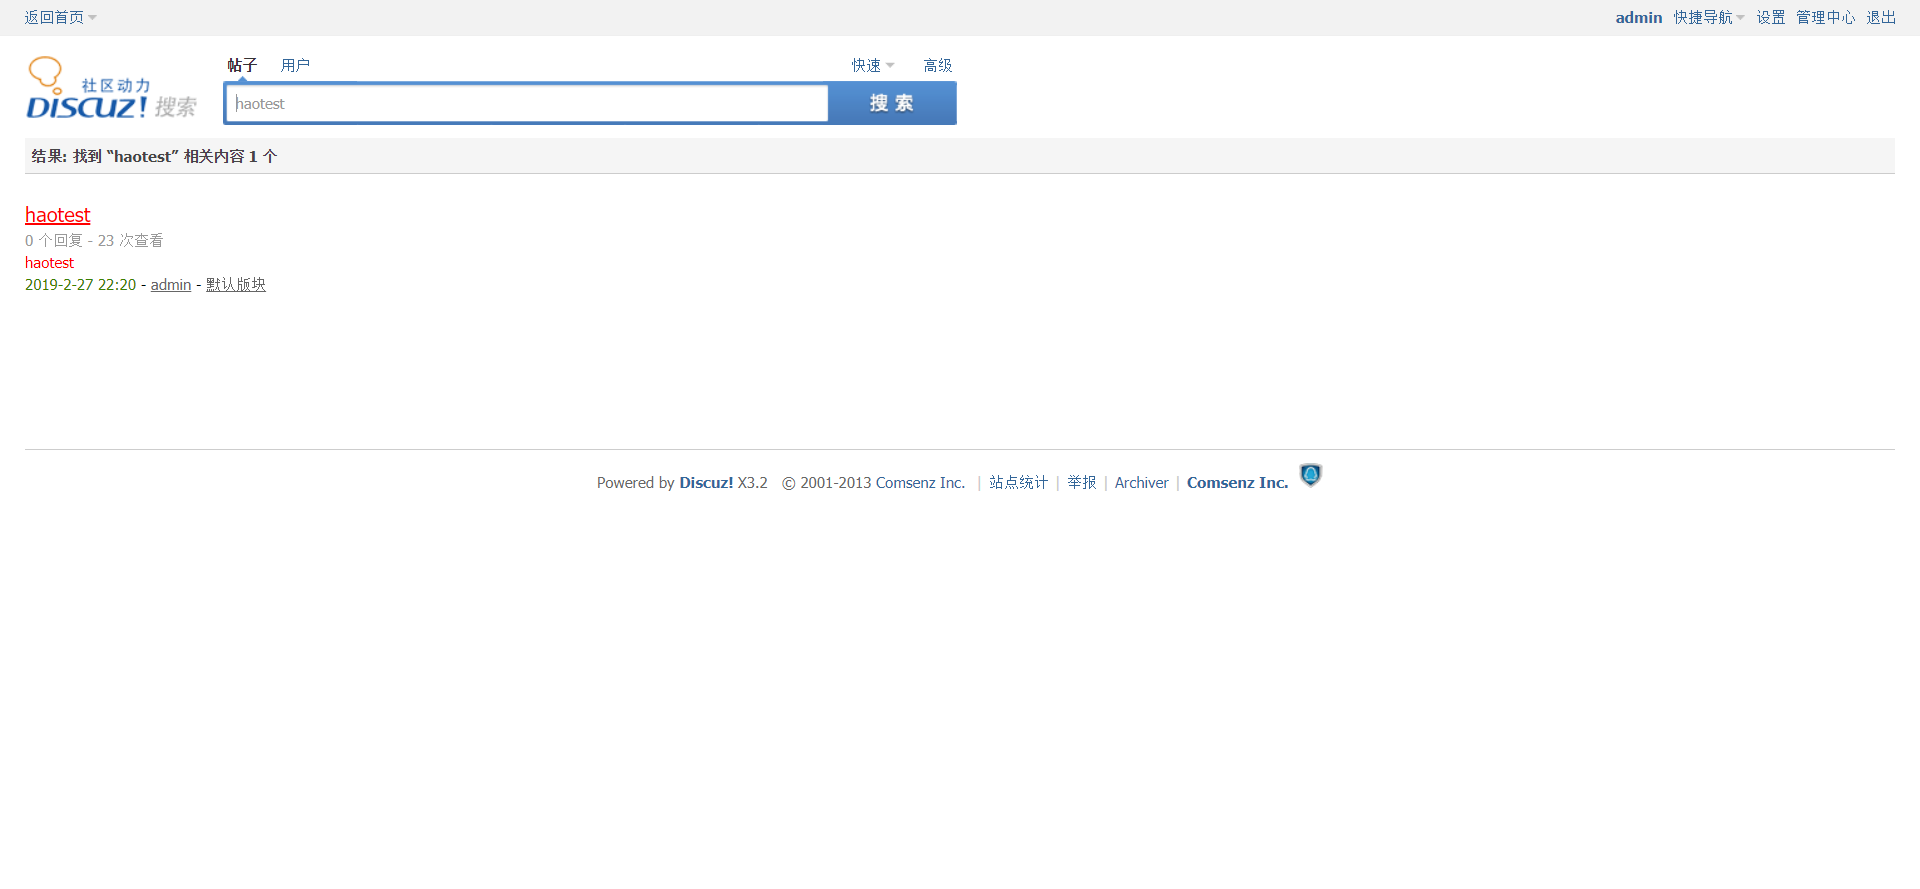 返回首页 admin 快捷导航 设置 管理中心 退出
帖子 用户 快速 高级
社区动力
DISCUZ! 搜索
haotest 搜索
结果: 找到 “haotest” 相关内容 1 个
haotest
0 个回复 - 23 次查看
haotest
2019-2-27 22:20 - admin - 默认版块
Powered by Discuz! X3.2 © 2001-2013 Comsenz Inc. | 站点统计 | 举报 | Archiver | Comsenz Inc.